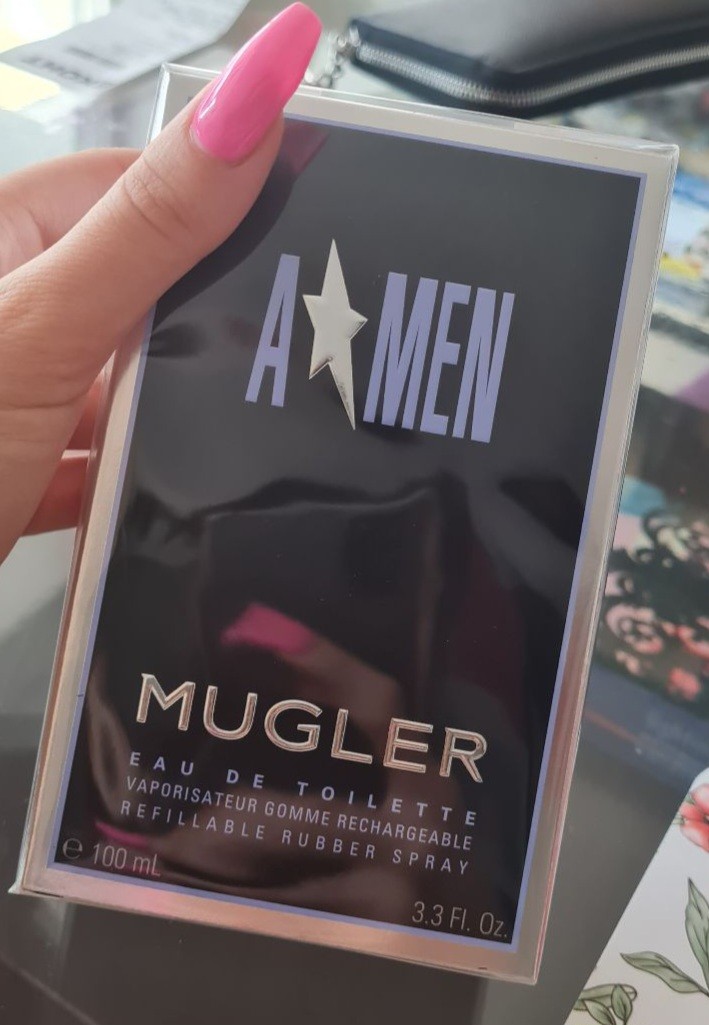 A MEN
MUGLER
EAU DE TOILETTE
VAPORISATEUR GOMME RECHARGEABLE
REFILLABLE RUBBER SPRAY
e 100 mL
3.3 Fl. Oz.